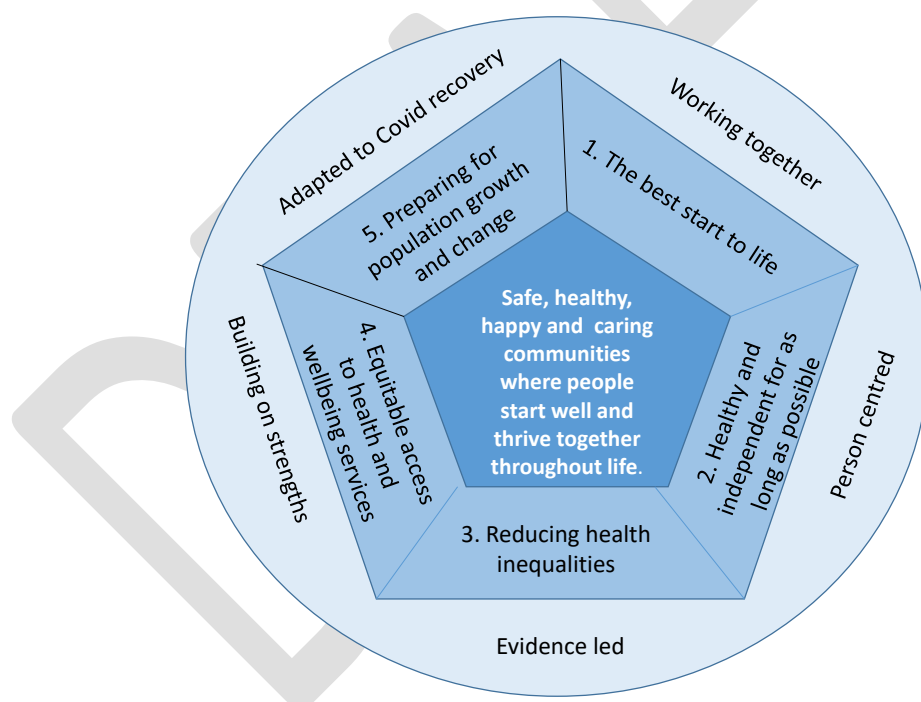 Adapted to Covid recovery
Working together
Person centred
Evidence led
Building on strengths
1. The best start to life
2. Healthy and
independent for as
long as possible
3. Reducing health
inequalities
4. Equitable access
to health and
wellbeing services
5. Preparing for
population growth
and change
Safe, healthy,
happy and caring
communities
where people
start well and
thrive together
throughout life.